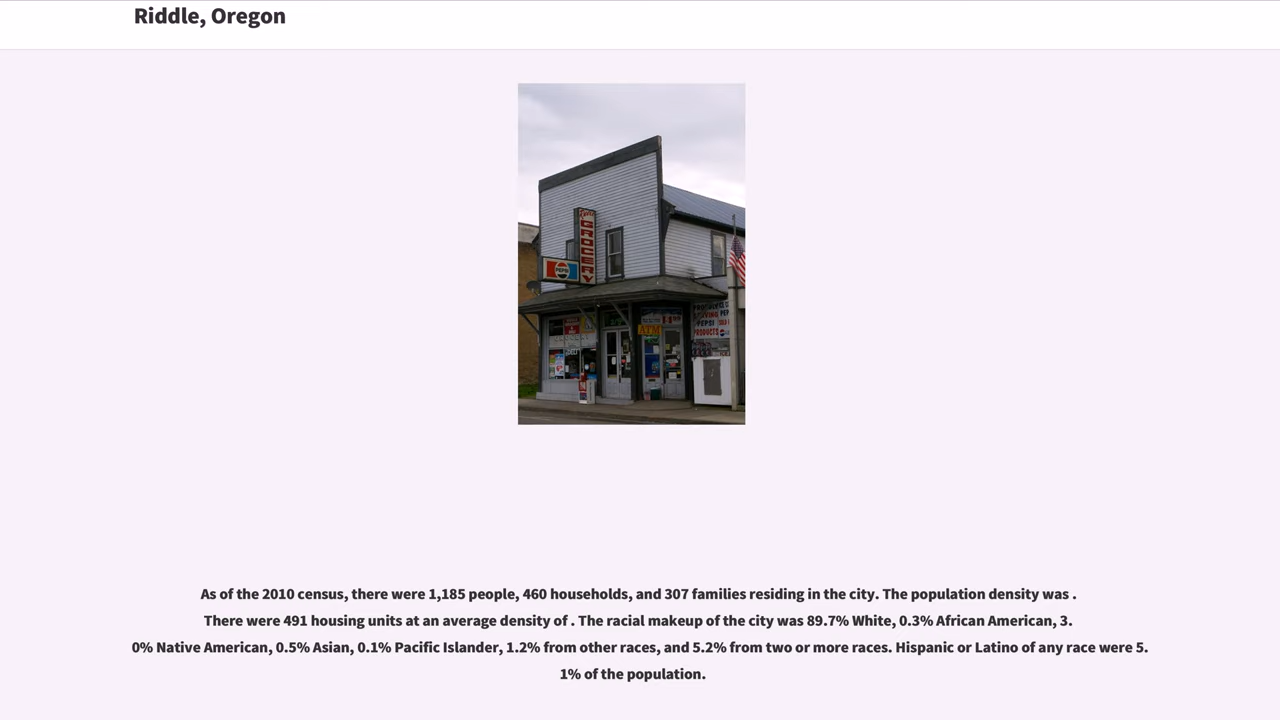 Riddle, Oregon
GROCERY
PEPSI
ATM
PEPSI
PRODUCTS
As of the 2010 census, there were 1,185 people, 460 households, and 307 families residing in the city. The population density was .
There were 491 housing units at an average density of . The racial makeup of the city was 89.7% White, 0.3% African American, 3.
0% Native American, 0.5% Asian, 0.1% Pacific Islander, 1.2% from other races, and 5.2% from two or more races. Hispanic or Latino of any race were 5.
1% of the population.